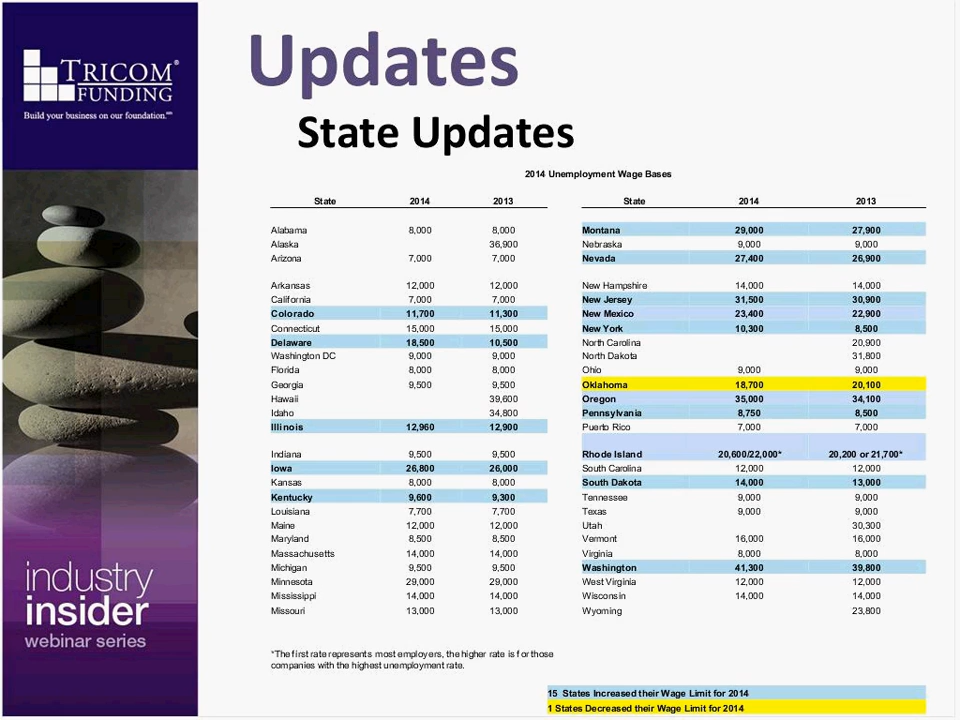 TRICOM®
FUNDING
Build your business on our foundation.℠
Updates
State Updates
2014 Unemployment Wage Bases
State 2014 2013 State 2014 2013
Alabama 8,000 8,000 Montana 29,000 27,900
Alaska 36,900 Nebraska 9,000 9,000
Arizona 7,000 7,000 Nevada 27,400 26,900
Arkansas 12,000 12,000 New Hampshire 14,000 14,000
California 7,000 7,000 New Jersey 31,500 30,900
Colorado 11,700 11,300 New Mexico 23,400 22,900
Connecticut 15,000 15,000 New York 10,300 8,500
Delaware 18,500 10,500 North Carolina 20,900
Washington DC 9,000 9,000 North Dakota 31,800
Florida 8,000 8,000 Ohio 9,000 9,000
Georgia 9,500 9,500 Oklahoma 18,700 20,100
Hawaii 39,600 Oregon 35,000 34,100
Idaho 34,800 Pennsylvania 8,750 8,500
Illinois 12,960 12,900 Puerto Rico 7,000 7,000
Indiana 9,500 9,500 Rhode Island 20,600/22,000* 20,200 or 21,700*
Iowa 26,800 26,000 South Carolina 12,000 12,000
Kansas 8,000 8,000 South Dakota 14,000 13,000
Kentucky 9,600 9,300 Tennessee 9,000 9,000
Louisiana 7,700 7,700 Texas 9,000 9,000
Maine 12,000 12,000 Utah 30,300
Maryland 8,500 8,500 Vermont 16,000 16,000
Massachusetts 14,000 14,000 Virginia 8,000 8,000
Michigan 9,500 9,500 Washington 41,300 39,800
Minnesota 29,000 29,000 West Virginia 12,000 12,000
Mississippi 14,000 14,000 Wisconsin 14,000 14,000
Missouri 13,000 13,000 Wyoming 23,800
*The first rate represents most employers, the higher rate is for those
companies with the highest unemployment rate.
15 States Increased their Wage Limit for 2014
1 States Decreased their Wage Limit for 2014
industry
insider
webinar series